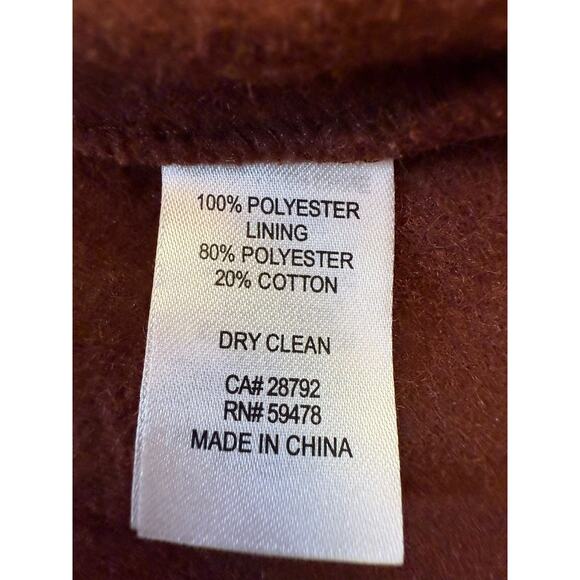 100% POLYESTER
LINING
80% POLYESTER
20% COTTON
DRY CLEAN
CA# 28792
RN# 59478
MADE IN CHINA